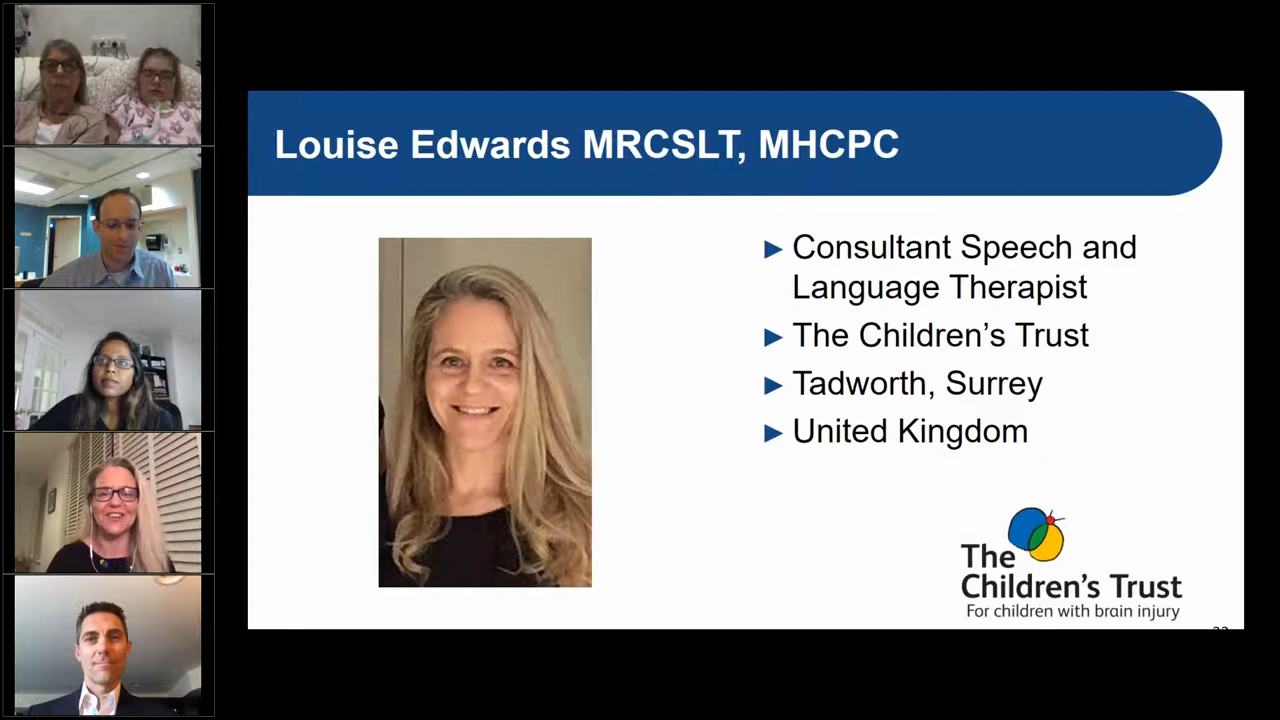 Louise Edwards MRCSLT, MHCPC
► Consultant Speech and
Language Therapist
► The Children’s Trust
► Tadworth, Surrey
► United Kingdom
The
Children’s Trust
For children with brain injury